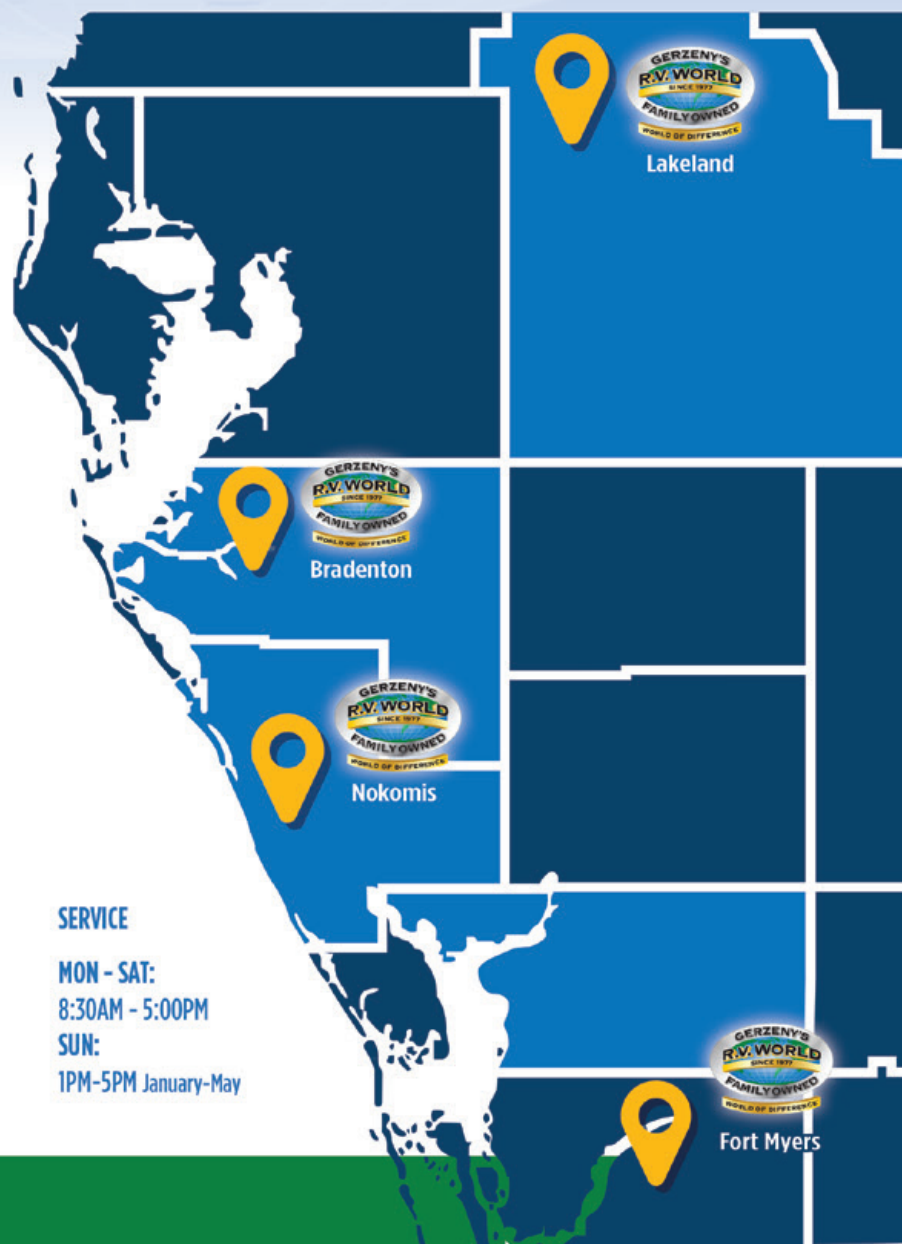 GERZENY'S
R.V. WORLD
SINCE 1977
FAMILY OWNED
WORLD OF DIFFERENCE
Lakeland
GERZENY'S
R.V. WORLD
SINCE 1977
FAMILY OWNED
WORLD OF DIFFERENCE
Bradenton
GERZENY'S
R.V. WORLD
SINCE 1977
FAMILY OWNED
WORLD OF DIFFERENCE
Nokomis
SERVICE
MON - SAT:
8:30AM - 5:00PM
SUN:
1PM-5PM January-May
GERZENY'S
R.V. WORLD
SINCE 1977
FAMILY OWNED
WORLD OF DIFFERENCE
Fort Myers